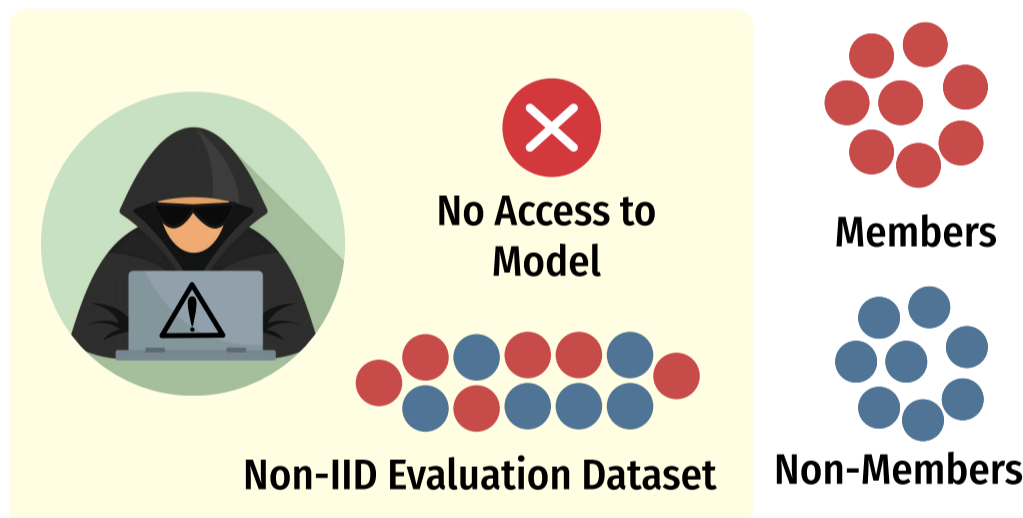 No Access to
Model
Non-IID Evaluation Dataset
Members
Non-Members